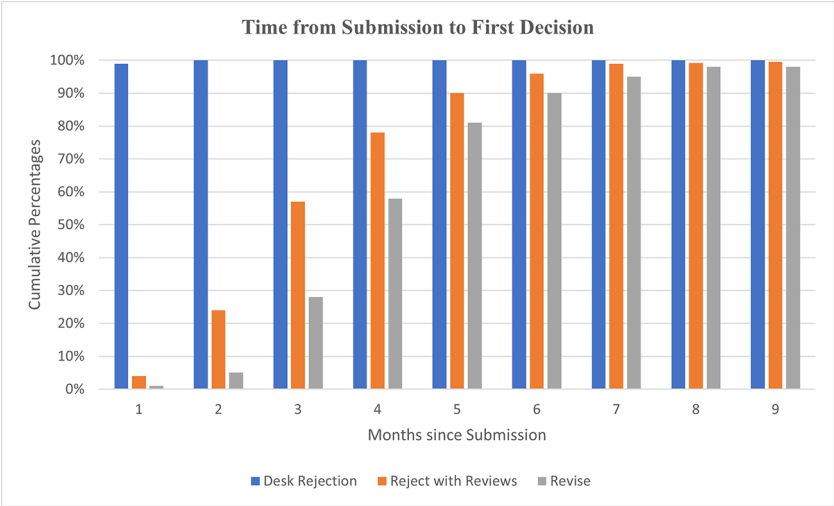 Time from Submission to First Decision
100%
90%
80%
70%
60%
50%
40%
30%
20%
10%
0%
Cumulative Percentages
1 2 3 4 5 6 7 8 9
Months since Submission
Desk Rejection Reject with Reviews Revise